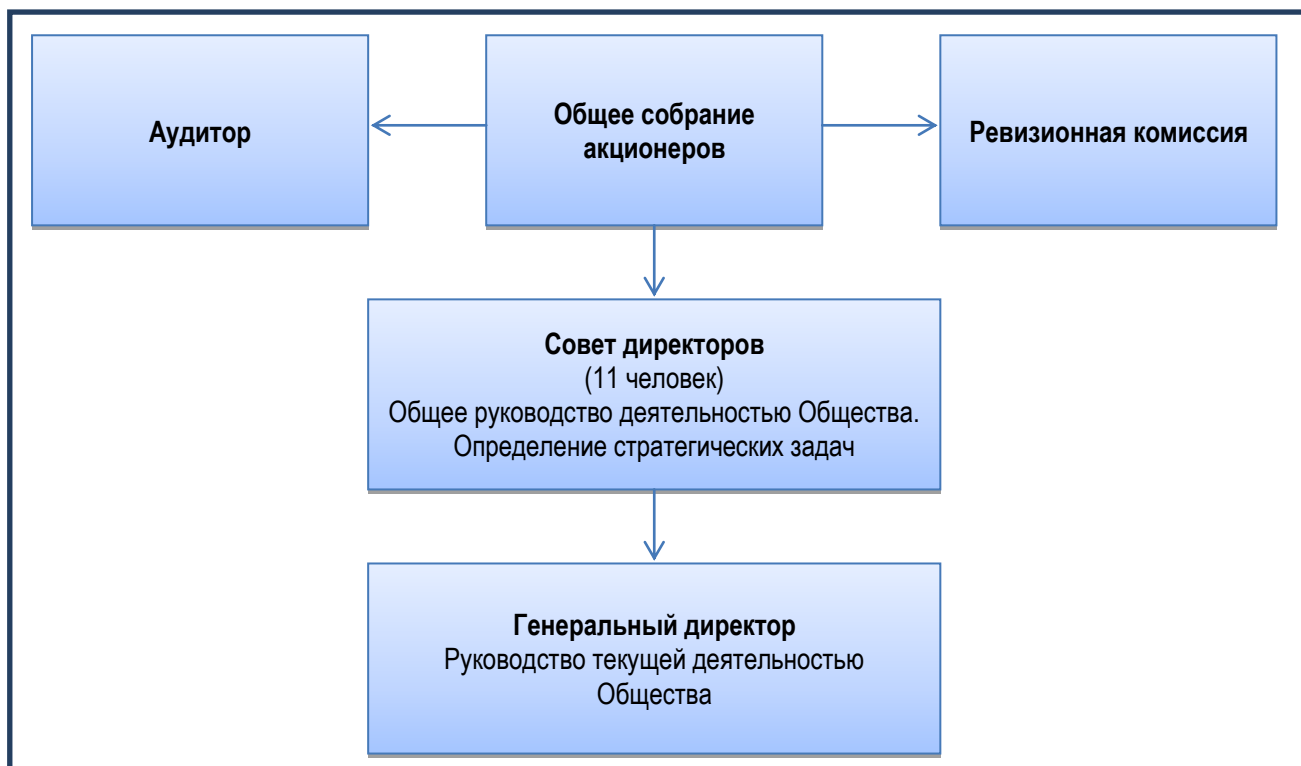 Аудитор
Общее собрание
акционеров
Ревизионная комиссия
Совет директоров
(11 человек)
Общее руководство деятельностью Общества.
Определение стратегических задач
Генеральный директор
Руководство текущей деятельностью
Общества